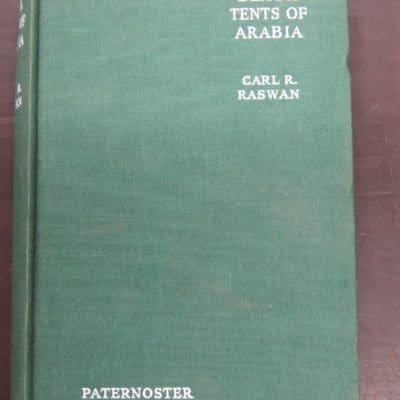 TENTS OF
ARABIA
CARL R.
RASWAN
PATERNOSTER